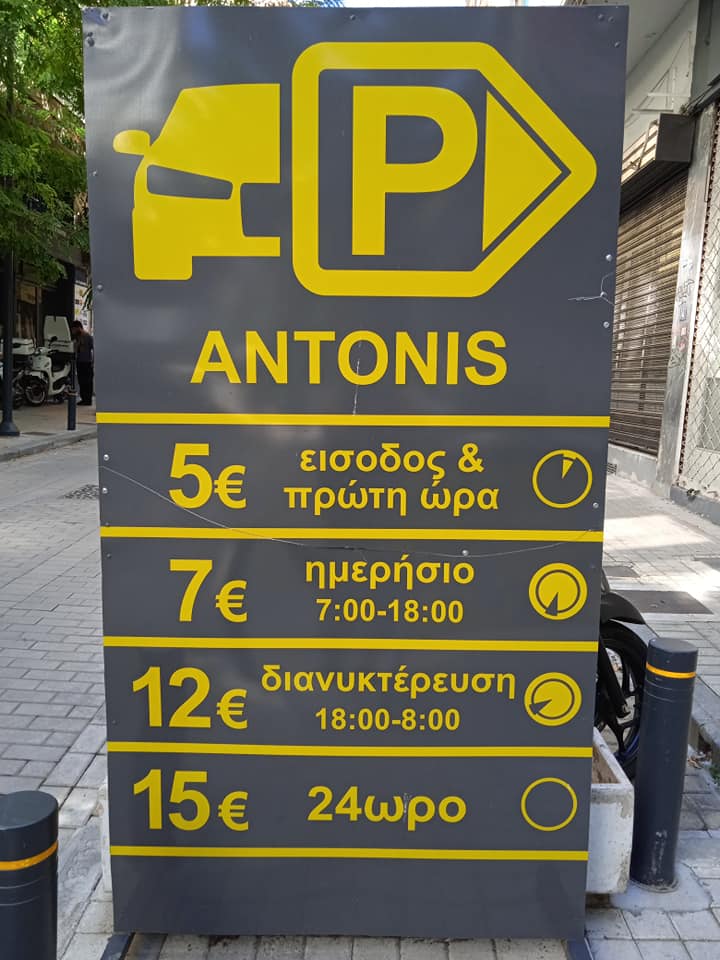 P
ANTONIS
5€ εισοδος &
πρώτη ώρα
7€ ημερήσιο
7:00-18:00
12€ διανυκτέρευση
18:00-8:00
15€ 24ωρο